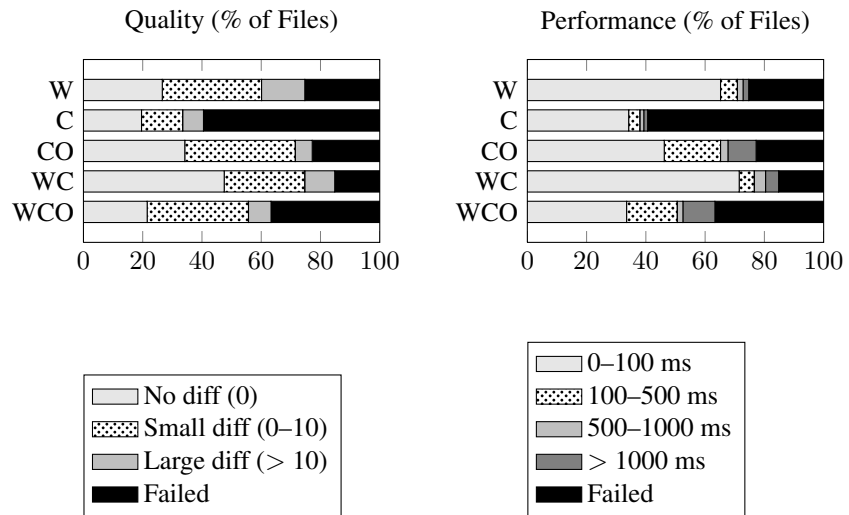 Quality (% of Files)
W
C
CO
WC
WCO
0 20 40 60 80 100
No diff (0)
Small diff (0–10)
Large diff (> 10)
Failed
Performance (% of Files)
W
C
CO
WC
WCO
0 20 40 60 80 100
0–100 ms
100–500 ms
500–1000 ms
> 1000 ms
Failed